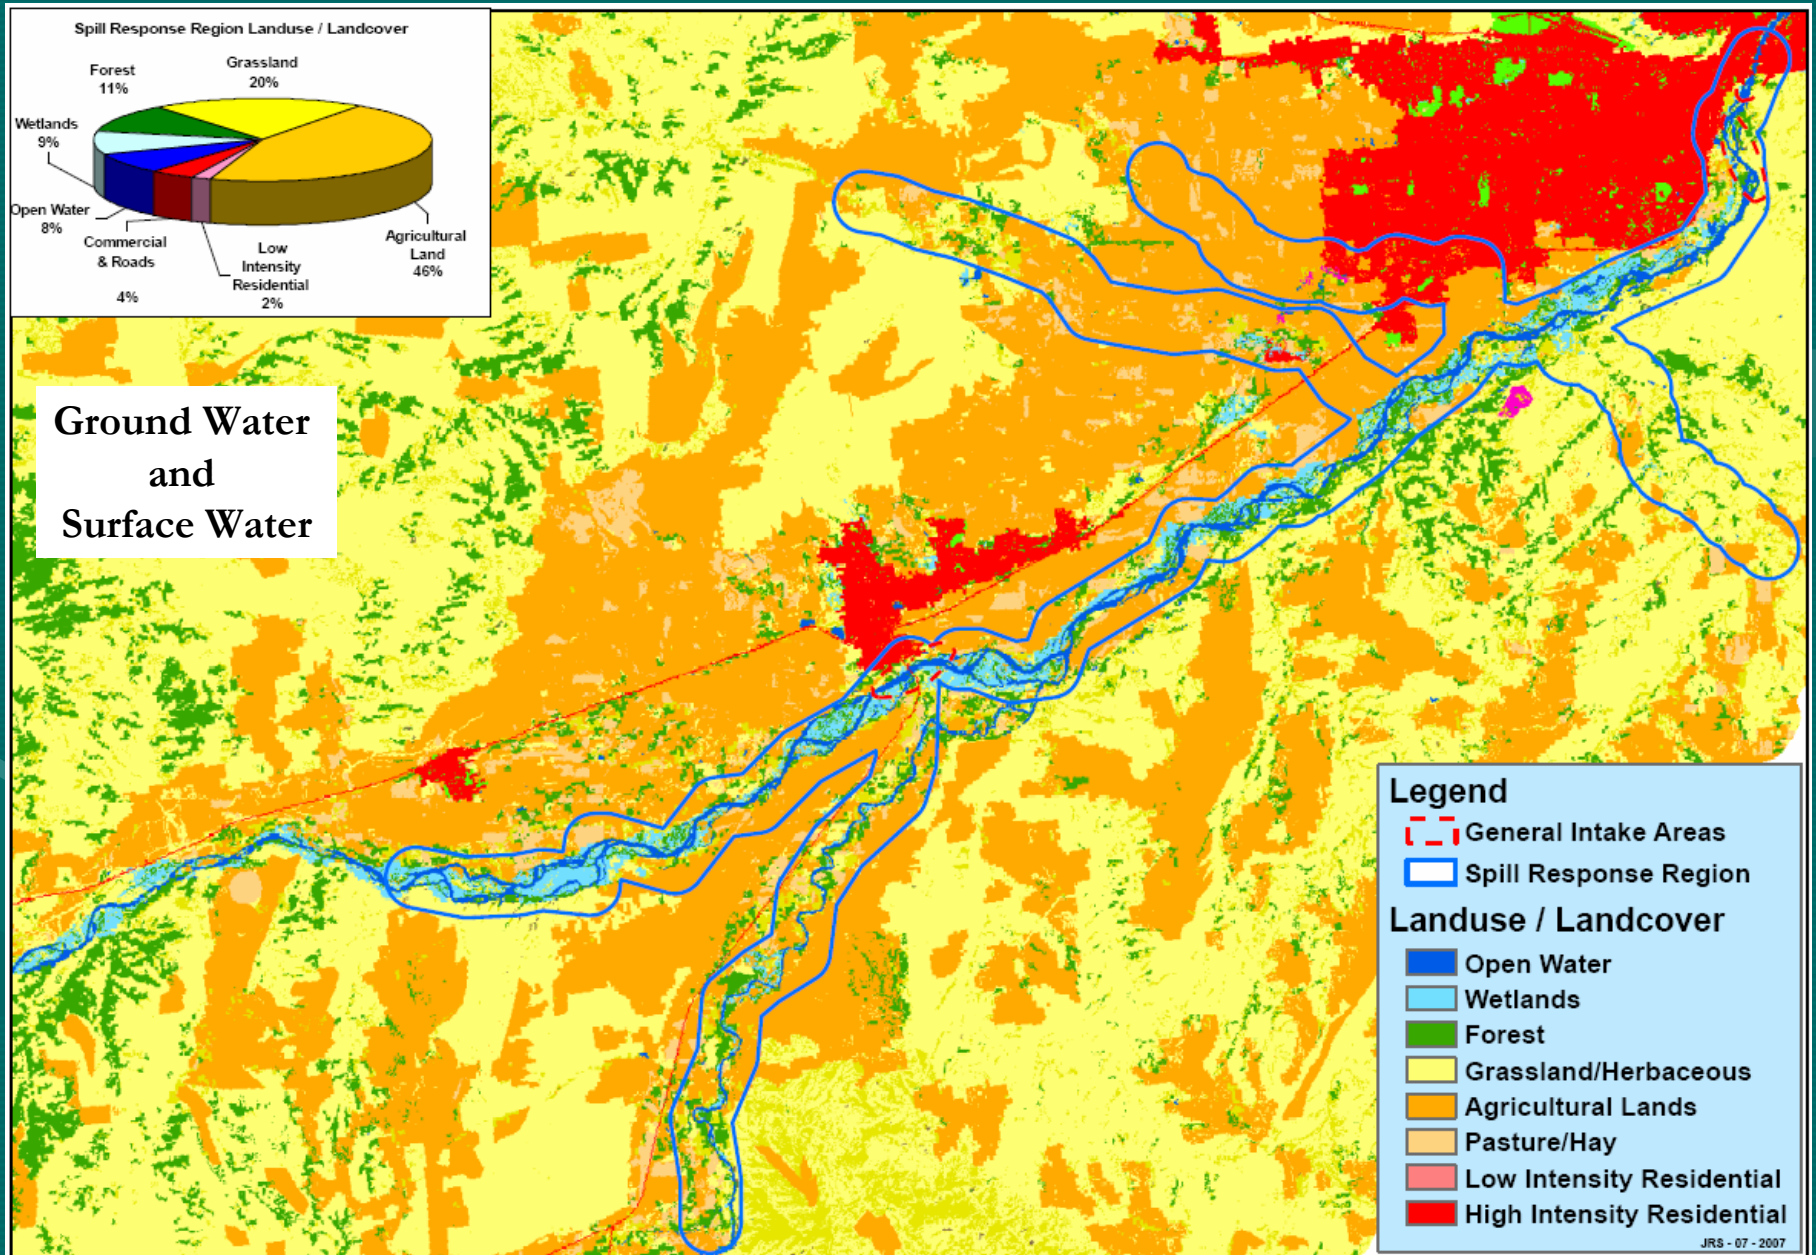 Spill Response Region Landuse / Landcover
Forest
11%
Grassland
20%
Wetlands
9%
Open Water
8%
Commercial
& Roads
4%
Low
Intensity
Residential
2%
Agricultural
Land
46%
Ground Water
and
Surface Water
Legend
General Intake Areas
Spill Response Region
Landuse / Landcover
Open Water
Wetlands
Forest
Grassland/Herbaceous
Agricultural Lands
Pasture/Hay
Low Intensity Residential
High Intensity Residential
JRS - 07 - 2007